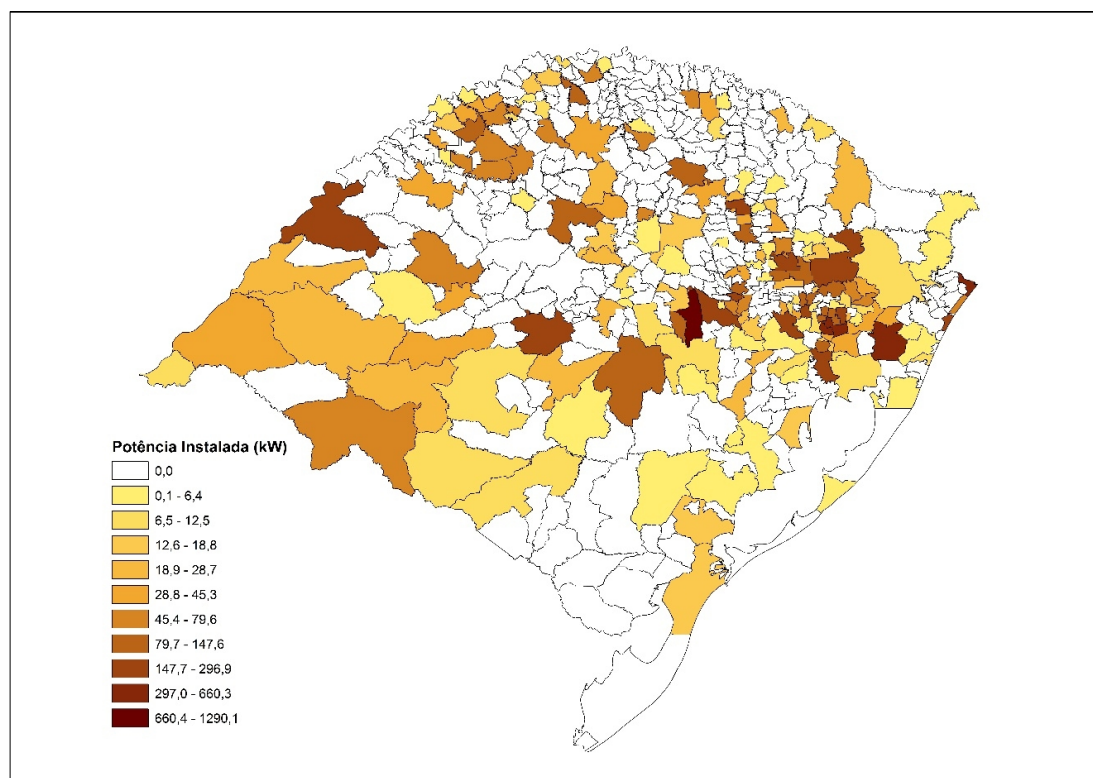 Potência Instalada (kW)
0,0
0,1 - 6,4
6,5 - 12,5
12,6 - 18,8
18,9 - 28,7
28,8 - 45,3
45,4 - 79,6
79,7 - 147,6
147,7 - 296,9
297,0 - 660,3
660,4 - 1290,1